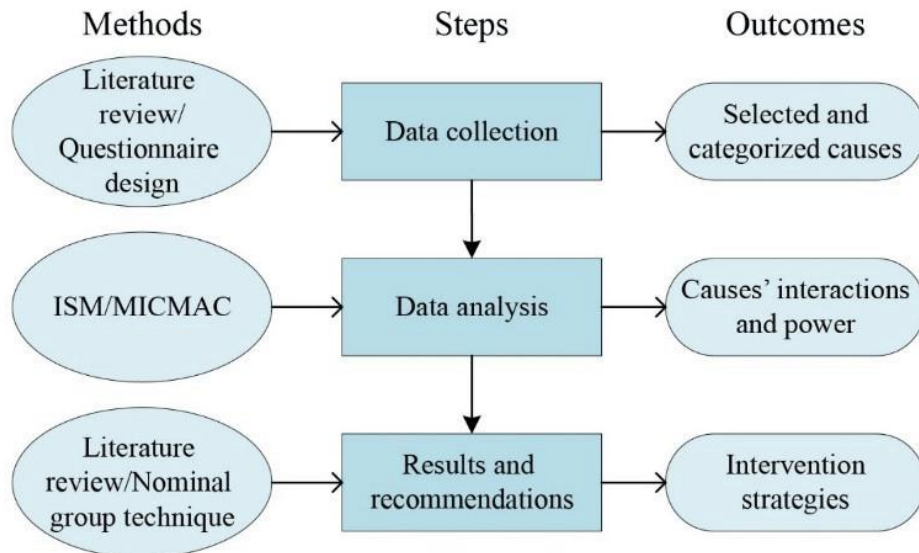 Methods
Steps
Outcomes
Literature
review/
Questionnaire
design
Data collection
Selected and
categorized causes
ISM/MICMAC
Data analysis
Causes' interactions
and power
Literature
review/Nominal
group technique
Results and
recommendations
Intervention
strategies